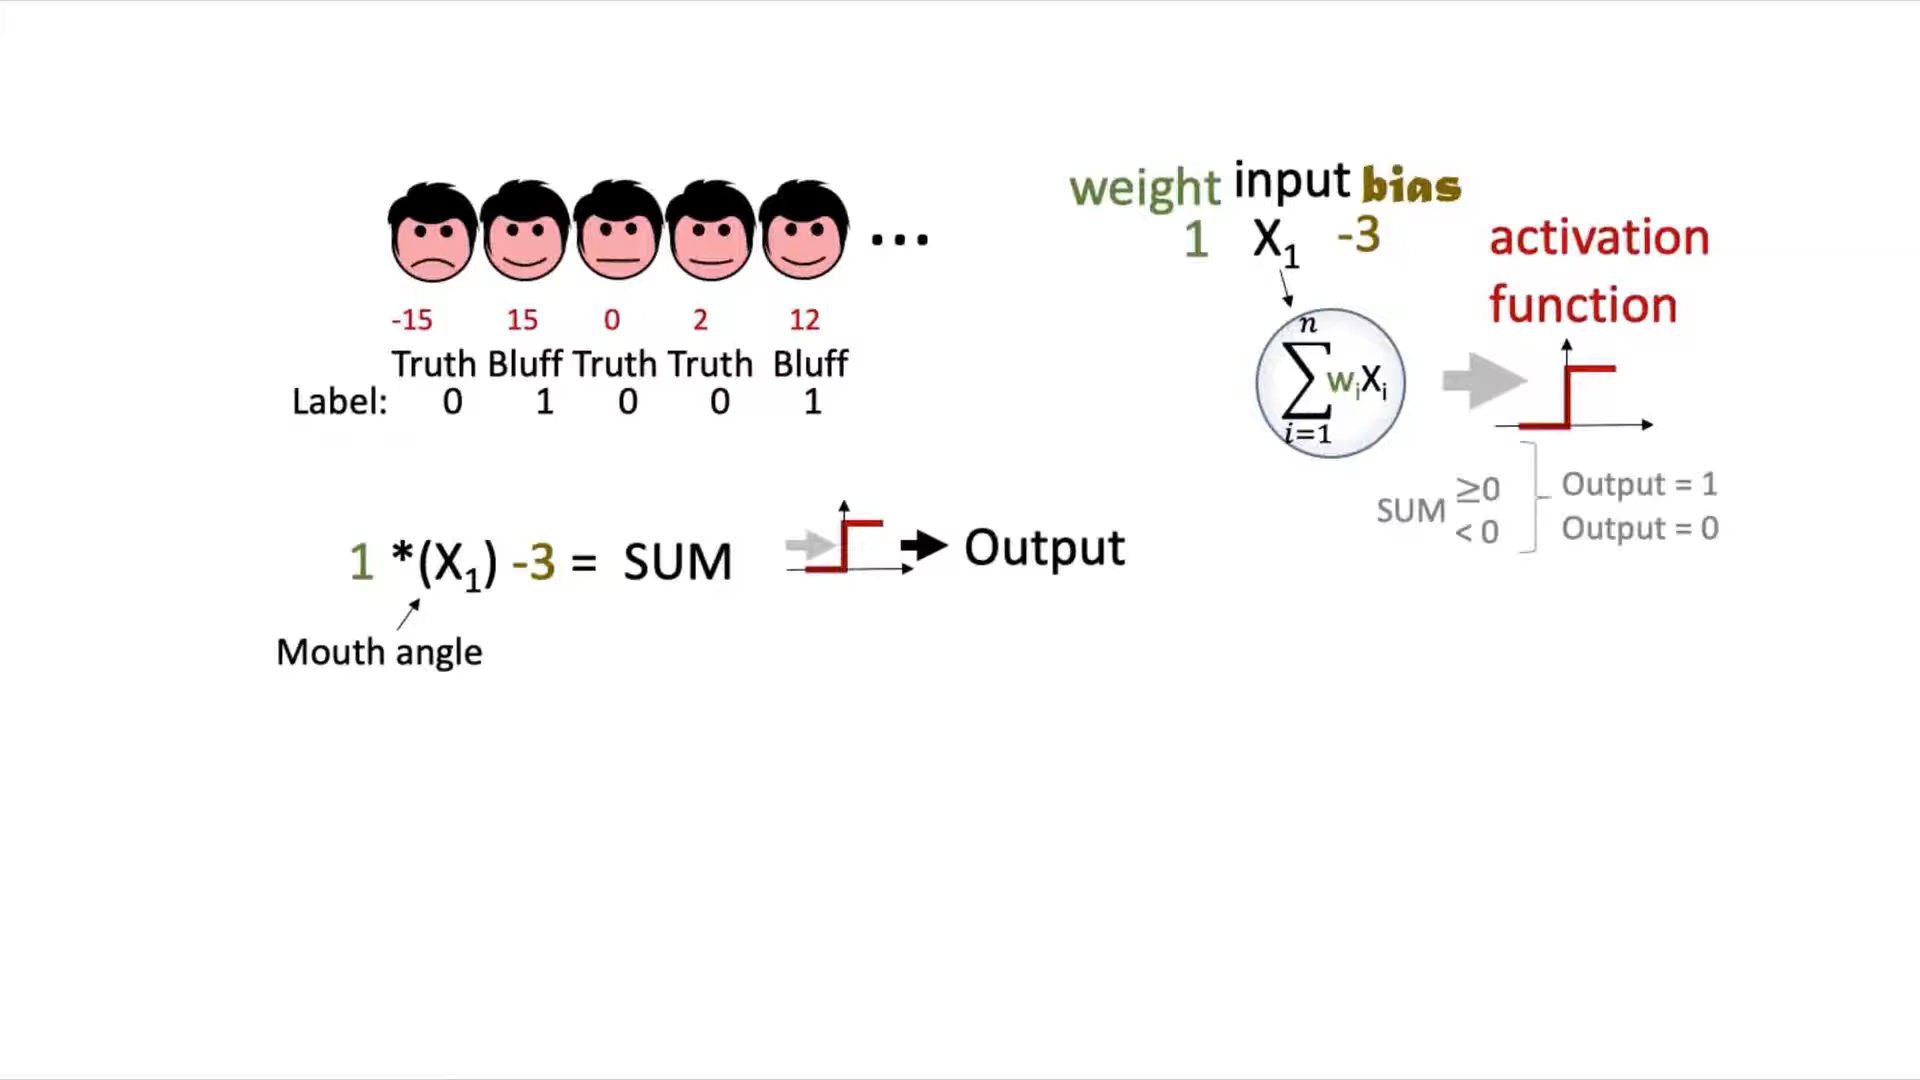 weight input bias
1 X₁ -3
activation
function
-15 15 0 2 12
Truth Bluff Truth Truth Bluff
Label: 0 1 0 0 1
...
n
∑ wᵢXᵢ
i=1
SUM ≥0 Output = 1
<0 Output = 0
1 *(X₁) -3 = SUM Output
Mouth angle